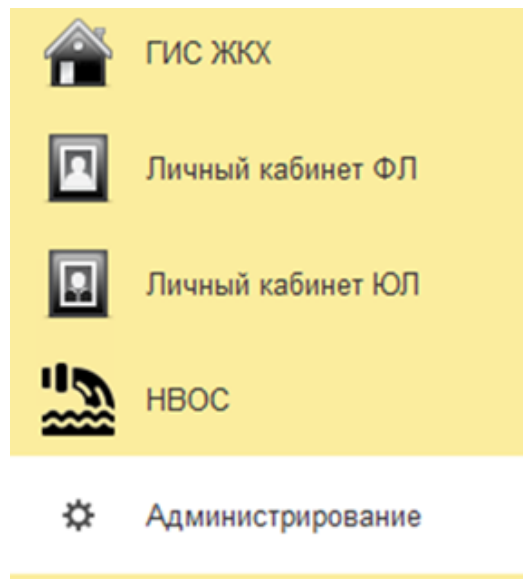 ГИС ЖКХ
Личный кабинет ФЛ
Личный кабинет ЮЛ
НВОС
Администрирование